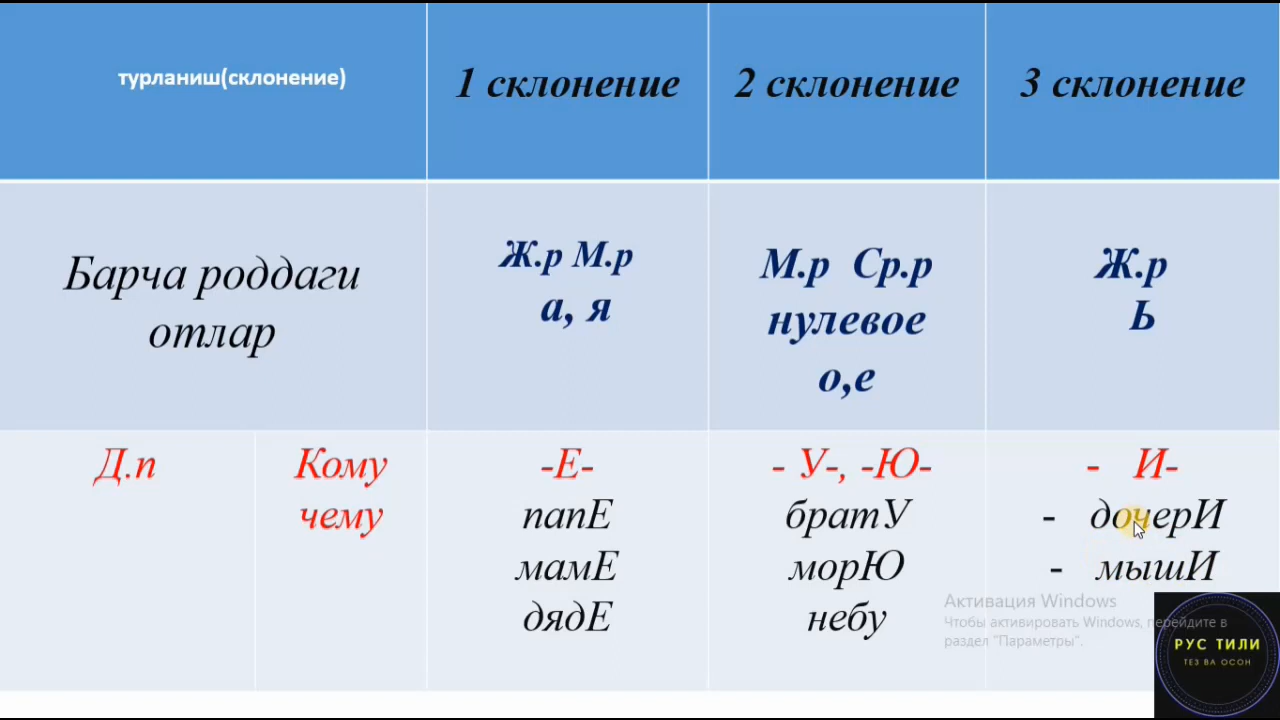 турланиш(склонение)
1 склонение
2 склонение
3 склонение
Барча роддаги
отлар
Ж.р М.р
а, я
М.р Ср.р
нулевое
о,е
Ж.р
Ь
Д.п
Кому
чему
-Е-
папЕ
мамЕ
дядЕ
- У-, -Ю-
братУ
морЮ
небу
- И-
- дочерИ
- мышИ
Активация Windows
Чтобы активировать Windows, перейдите в
раздел "Параметры".
РУС ТИЛИ
ТЕЗ ВА ОСОН